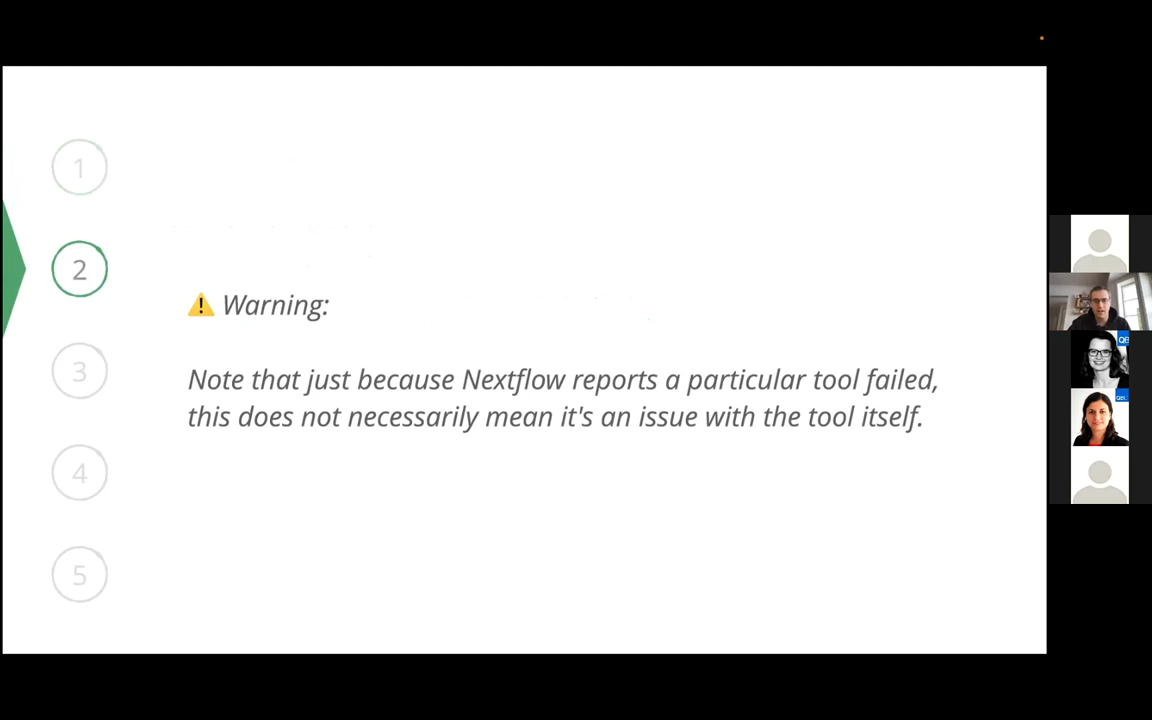 1
2
⚠ Warning:
Note that just because Nextflow reports a particular tool failed,
this does not necessarily mean it's an issue with the tool itself.
3
4
5